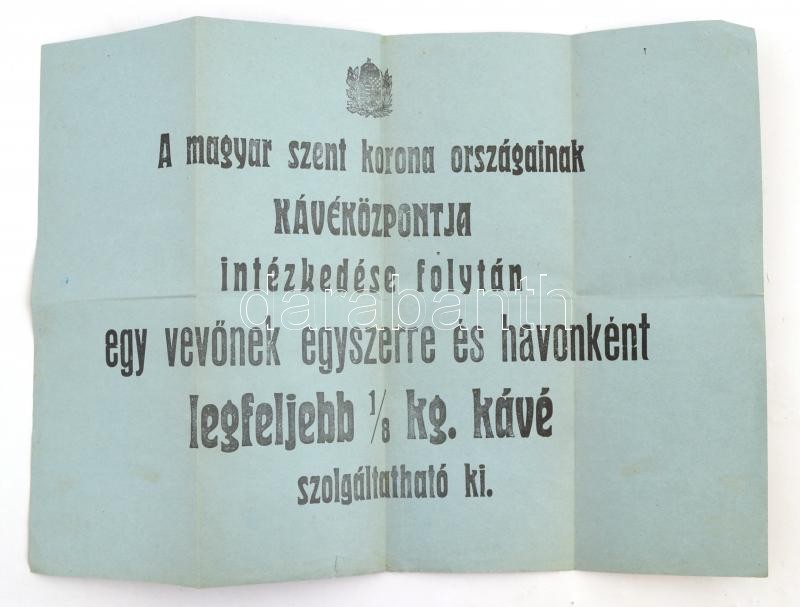 A magyar szent korona országainak
KÁVÉKÖZPONTJA
intézkedése folytán
darabanth
egy vevőnek egyszerre és havonként
legfeljebb 1/8 kg. kávé
szolgáltatható ki.